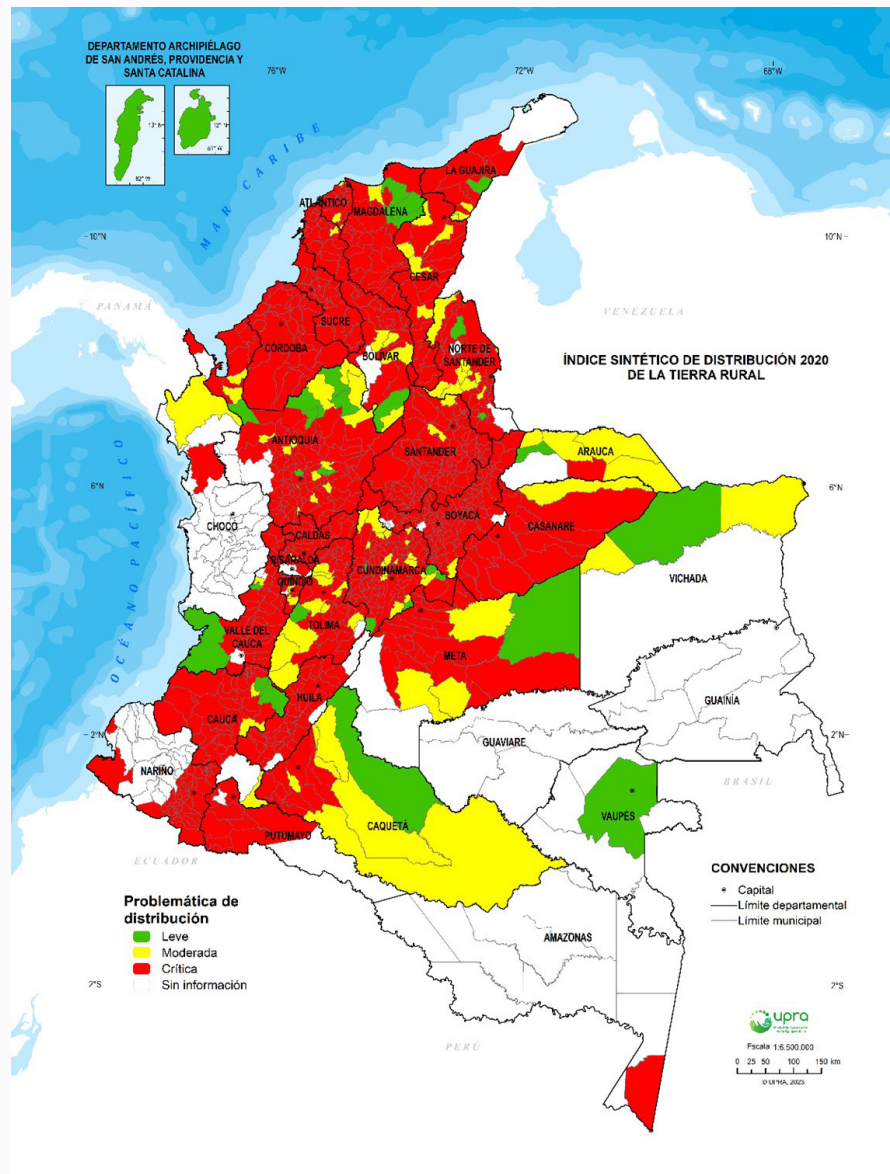 DEPARTAMENTO ARCHIPIÉLAGO
DE SAN ANDRÉS, PROVIDENCIA Y
SANTA CATALINA
76°W
72°W
68°W
13° N
82° W
MAR CARIBE
LA GUAJIRA
ATLÁNTICO
MAGDALENA
10°N
10°N
CESAR
PANAMÁ
VENEZUELA
SUCRE
CÓRDOBA
BOLÍVAR
NORTE DE
SANTANDER
ÍNDICE SINTÉTICO DE DISTRIBUCIÓN 2020
DE LA TIERRA RURAL
ANTIOQUIA
SANTANDER
ARAUCA
OCÉANO PACÍFICO
6°N
6°N
CHOCÓ
BOYACÁ
CASANARE
CALDAS
RISARALDA
QUINDÍO
CUNDINAMARCA
VICHADA
TOLIMA
VALLE DEL
CAUCA
META
HUILA
CAUCA
GUAINÍA
2°N
2°N
GUAVIARE
NARIÑO
BRASIL
VAUPÉS
CAQUETÁ
PUTUMAYO
ECUADOR
CONVENCIONES
Capital
Límite departamental
Límite municipal
Problemática de
distribución
Leve
Moderada
Crítica
Sin información
AMAZONAS
2°S
2°S
upra
PERÚ
Escala 1:6.500.000
0 25 50 100 150 km
© UPRA, 2023